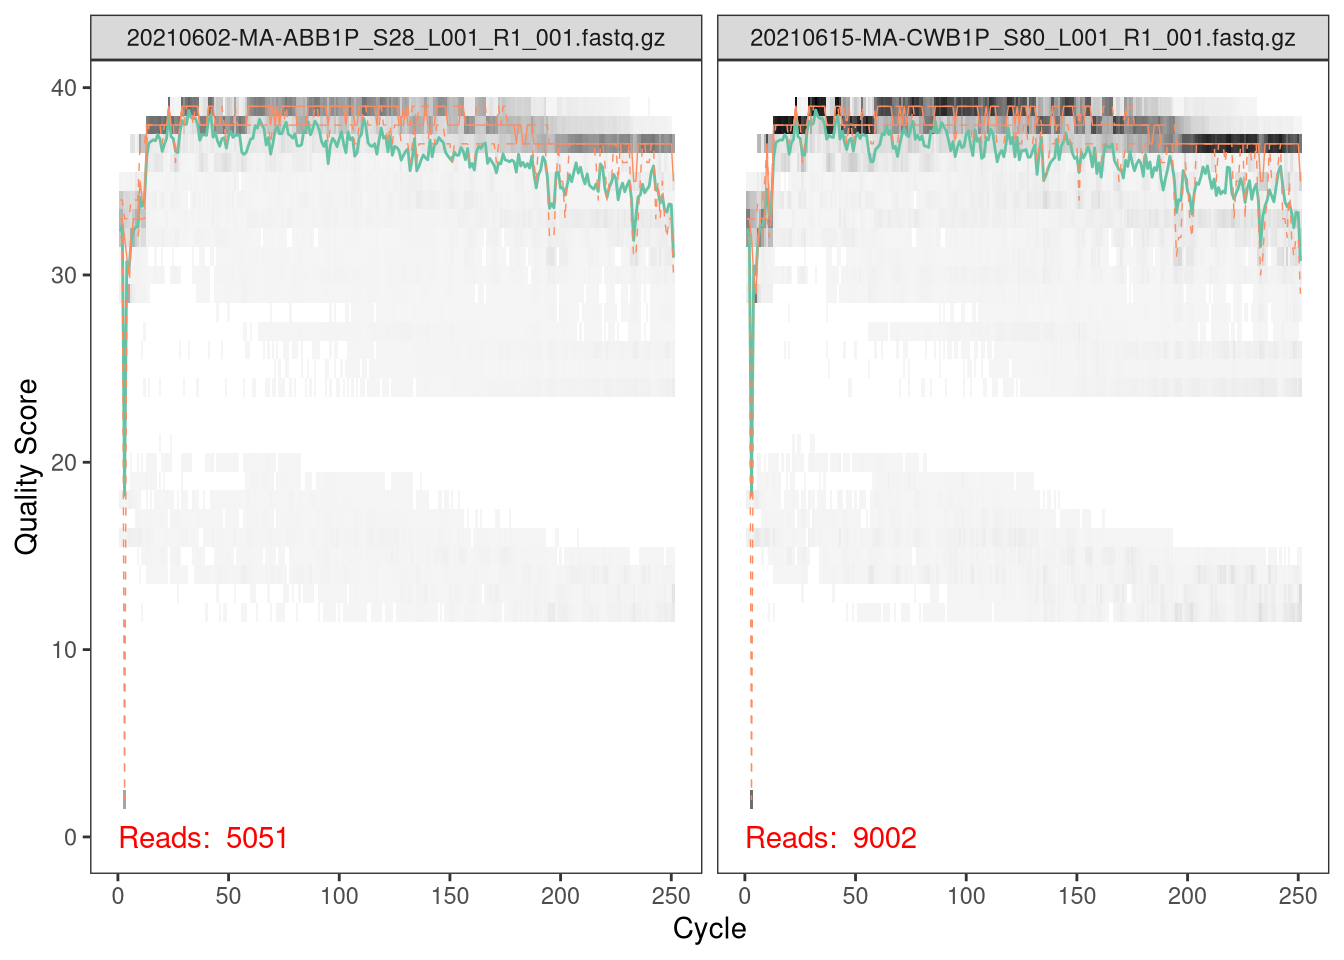 20210602-MA-ABB1P_S28_L001_R1_001.fastq.gz
20210615-MA-CWB1P_S80_L001_R1_001.fastq.gz
Quality Score
40
30
20
10
0
Reads: 5051
Reads: 9002
0 50 100 150 200 250
0 50 100 150 200 250
Cycle